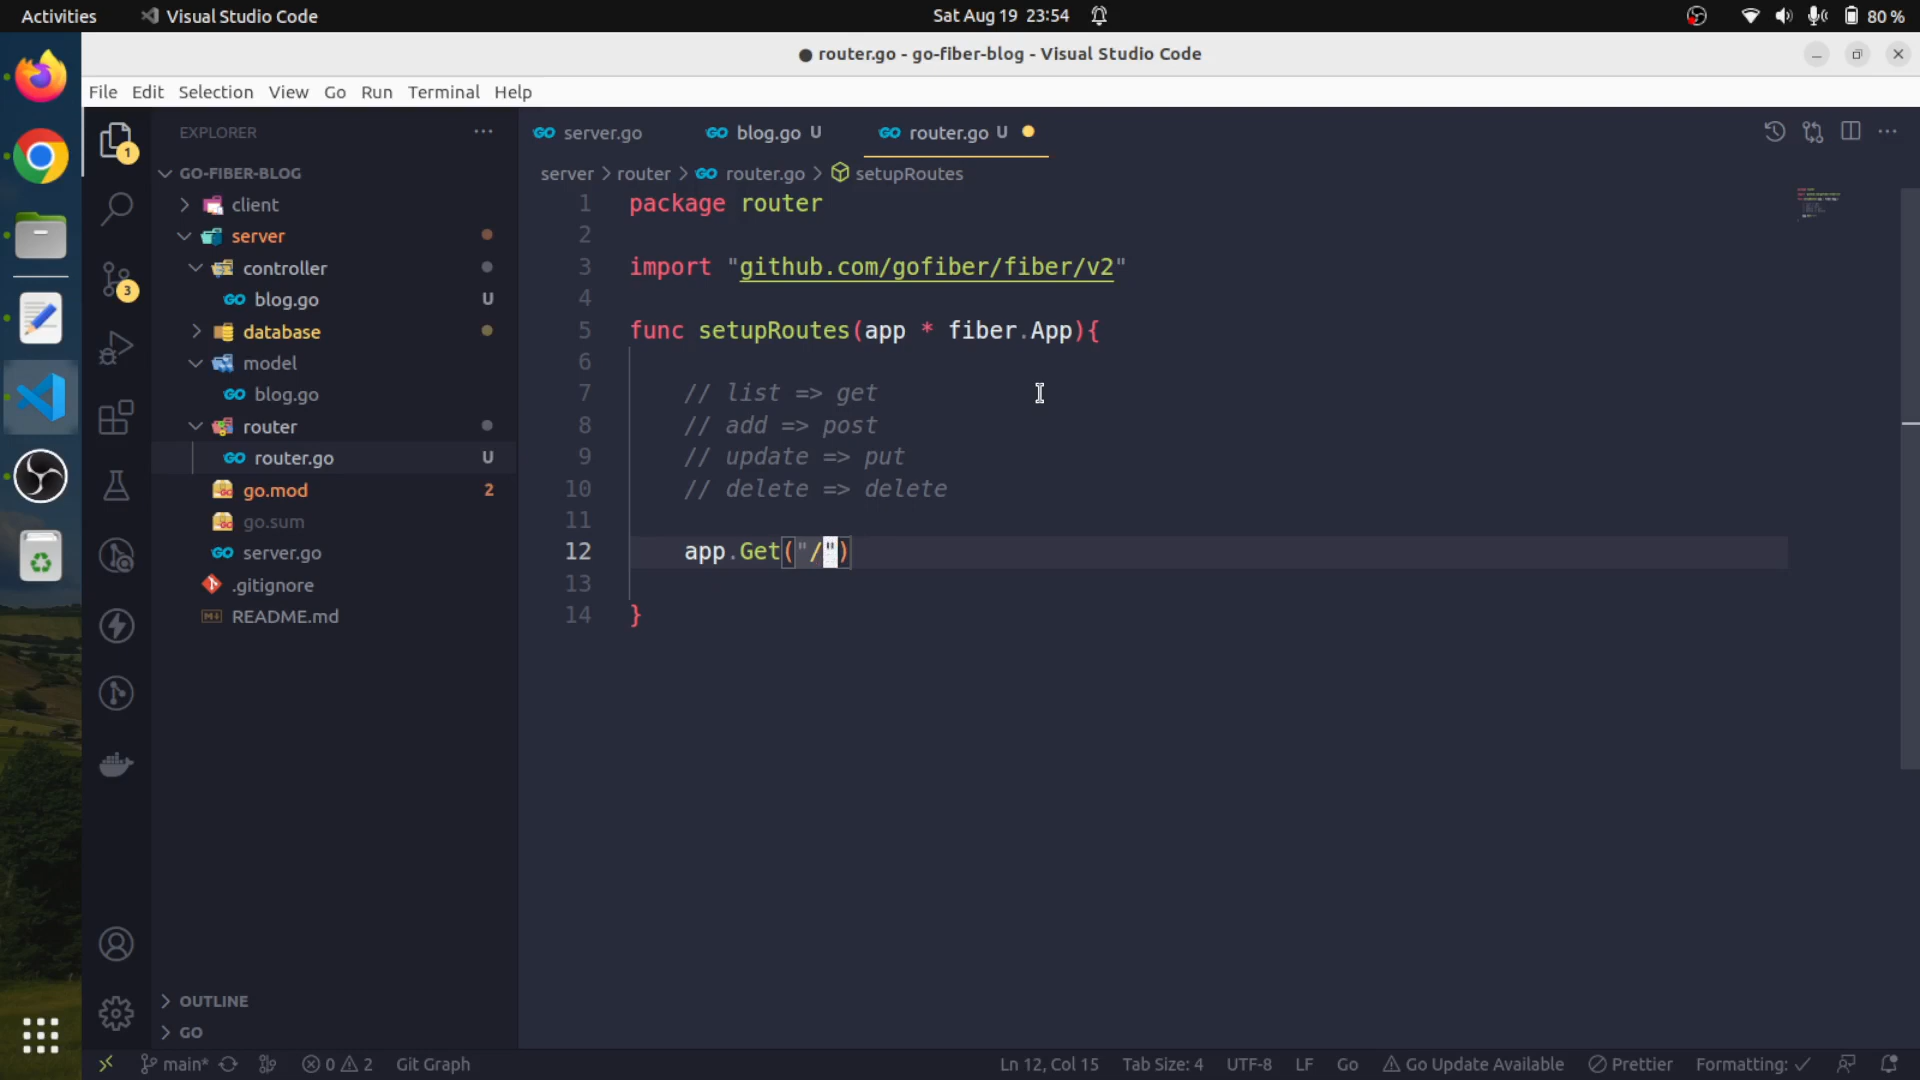 Activities
Visual Studio Code
Sat Aug 19 23:54
80 %
● router.go - go-fiber-blog - Visual Studio Code
File Edit Selection View Go Run Terminal Help
EXPLORER
GO-FIBER-BLOG
client
server
controller
blog.go U
database
model
blog.go
router
router.go U
go.mod 2
go.sum
server.go
.gitignore
README.md
OUTLINE
GO
1
3
server.go
blog.go U
router.go U
server > router > router.go > setupRoutes
1 package router
2
3 import "github.com/gofiber/fiber/v2"
4
5 func setupRoutes(app * fiber.App){
6
7 // list => get
8 // add => post
9 // update => put
10 // delete => delete
11
12 app.Get("/")
13
14 }
main* 0 2 Git Graph
Ln 12, Col 15 Tab Size: 4 UTF-8 LF Go Go Update Available Prettier Formatting: ✓